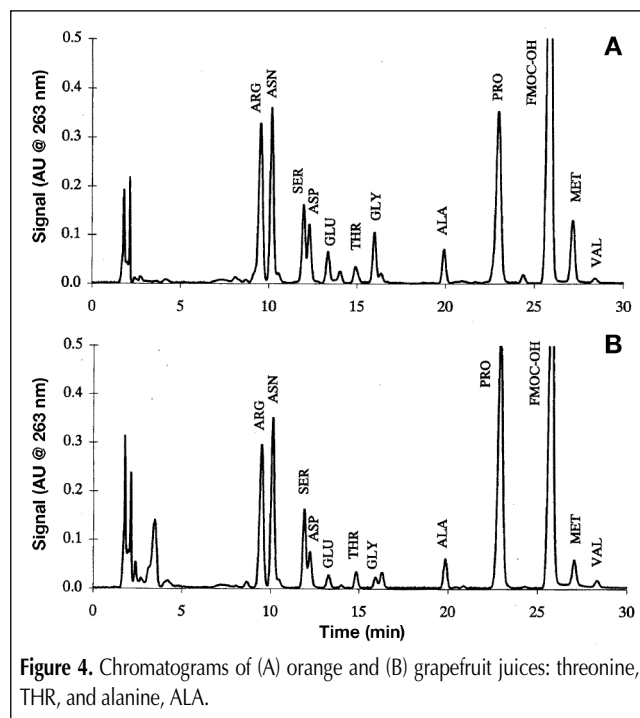 A
Signal (AU @ 263 nm)
0.5
0.4
0.3
0.2
0.1
0.0
ARG
ASN
SER
ASP
GLU
THR
GLY
ALA
PRO
FMOC-OH
MET
VAL
0 5 10 15 20 25 30
B
Signal (AU @ 263 nm)
0.5
0.4
0.3
0.2
0.1
0.0
ARG
ASN
SER
ASP
GLU
THR
GLY
ALA
PRO
FMOC-OH
MET
VAL
0 5 10 15 20 25 30
Time (min)
Figure 4. Chromatograms of (A) orange and (B) grapefruit juices: threonine,
THR, and alanine, ALA.